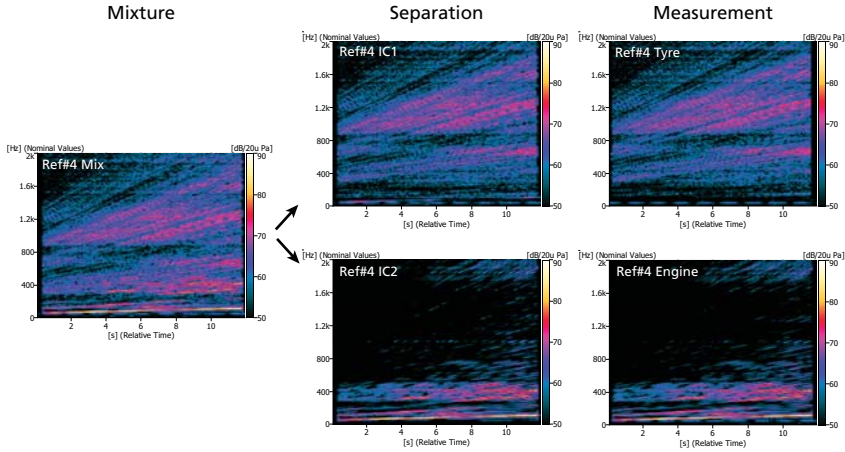 Mixture
Separation
Measurement
[Hz] (Nominal Values) [dB/20u Pa]
Ref#4 IC1
2k
1.6k
1.2k
800
400
0
90
80
70
60
50
2 4 6 8 10
[s] (Relative Time)
[Hz] (Nominal Values) [dB/20u Pa]
Ref#4 Tyre
2k
1.6k
1.2k
800
400
0
90
80
70
60
50
2 4 6 8 10
[s] (Relative Time)
[Hz] (Nominal Values) [dB/20u Pa]
Ref#4 Mix
2k
1.6k
1.2k
800
400
0
90
80
70
60
50
2 4 6 8 10
[s] (Relative Time)
[Hz] (Nominal Values) [dB/20u Pa]
Ref#4 IC2
2k
1.6k
1.2k
800
400
0
90
80
70
60
50
2 4 6 8 10
[s] (Relative Time)
[Hz] (Nominal Values) [dB/20u Pa]
Ref#4 Engine
2k
1.6k
1.2k
800
400
0
90
80
70
60
50
2 4 6 8 10
[s] (Relative Time)